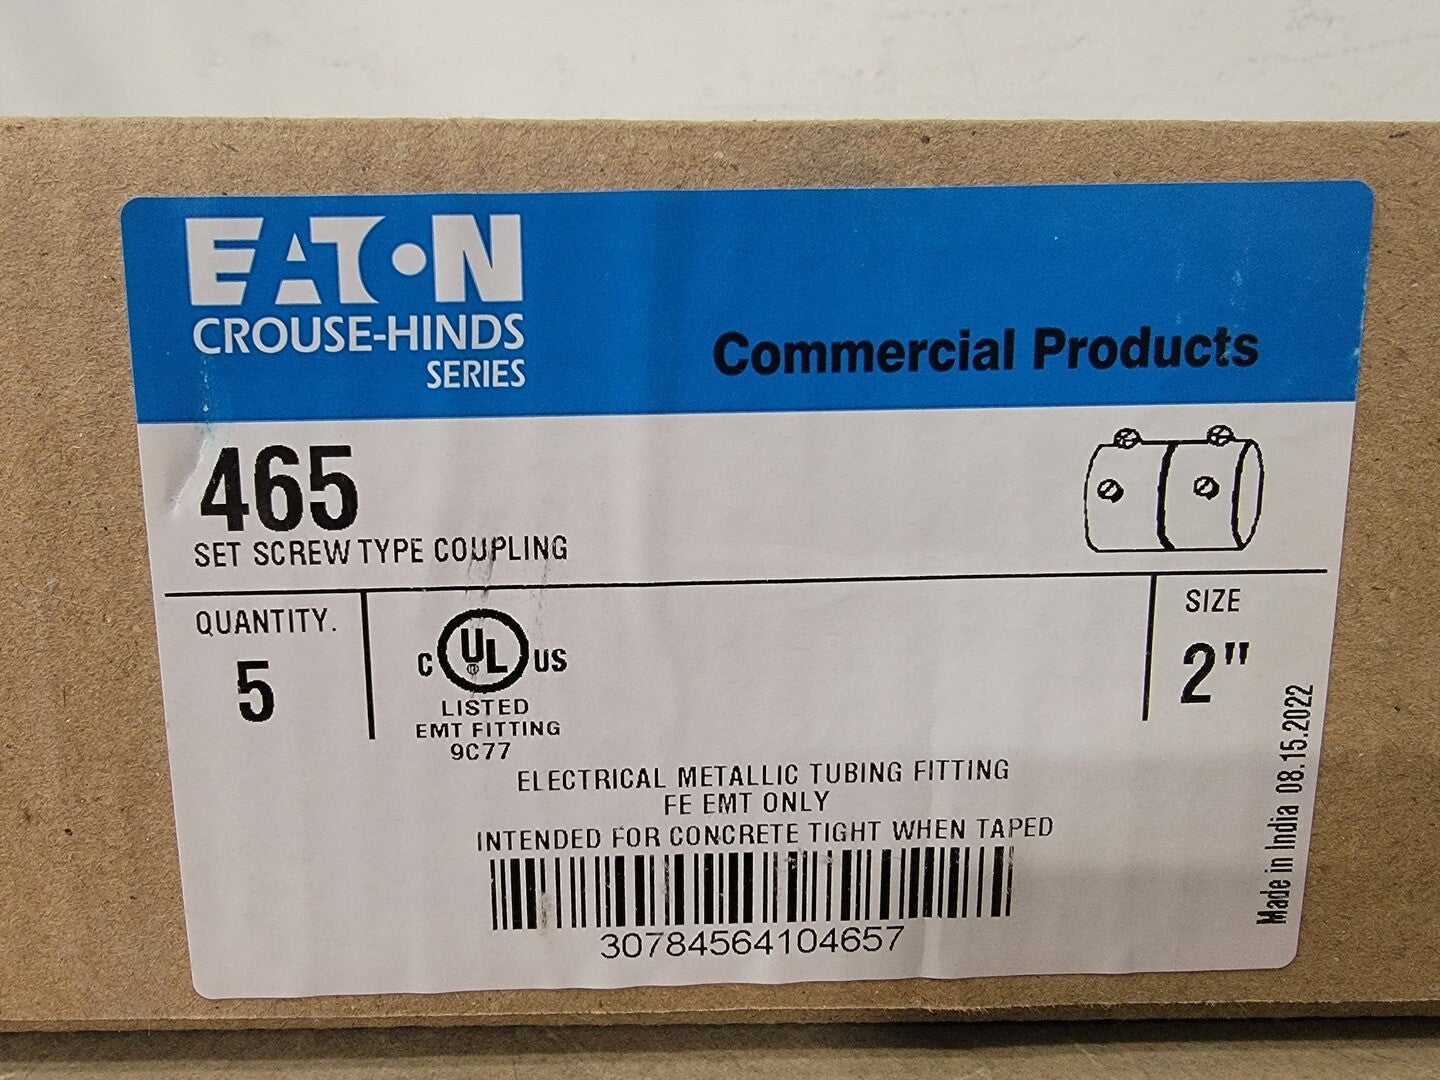 EATON
CROUSE-HINDS
SERIES
Commercial Products
465
SET SCREW TYPE COUPLING
QUANTITY.
5
C UL US
LISTED
EMT FITTING
9C77
SIZE
2"
ELECTRICAL METALLIC TUBING FITTING
FE EMT ONLY
INTENDED FOR CONCRETE TIGHT WHEN TAPED
30784564104657
Made in India 08.15.2022